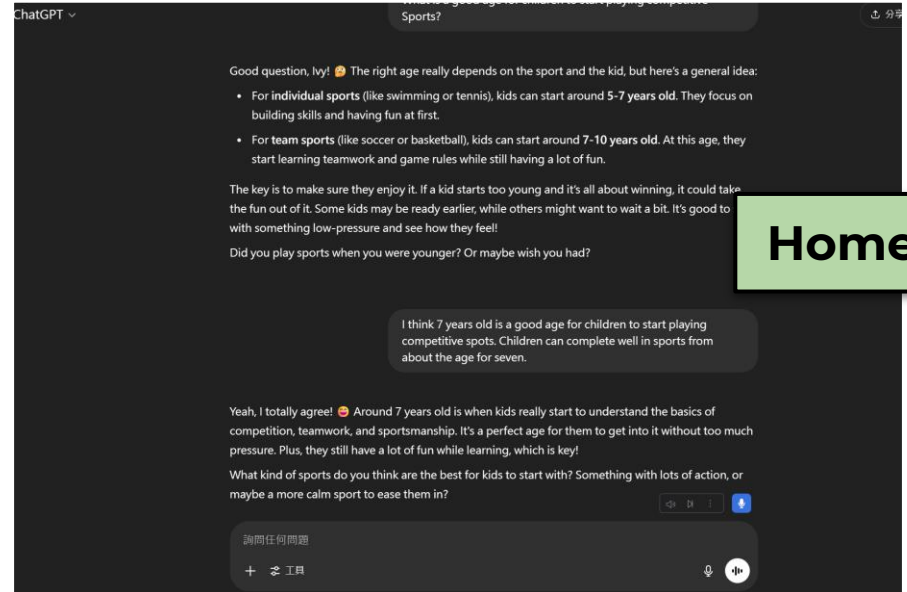 ChatGPT
Sports?
分享
Good question, Ivy! 🤔 The right age really depends on the sport and the kid, but here's a general idea:
• For individual sports (like swimming or tennis), kids can start around 5-7 years old. They focus on
building skills and having fun at first.
• For team sports (like soccer or basketball), kids can start around 7-10 years old. At this age, they
start learning teamwork and game rules while still having a lot of fun.
The key is to make sure they enjoy it. If a kid starts too young and it's all about winning, it could take
the fun out of it. Some kids may be ready earlier, while others might want to wait a bit. It's good to
with something low-pressure and see how they feel!
Home
Did you play sports when you were younger? Or maybe wish you had?
I think 7 years old is a good age for children to start playing
competitive spots. Children can complete well in sports from
about the age for seven.
Yeah, I totally agree! 😄 Around 7 years old is when kids really start to understand the basics of
competition, teamwork, and sportsmanship. It's a perfect age for them to get into it without too much
pressure. Plus, they still have a lot of fun while learning, which is key!
What kind of sports do you think are the best for kids to start with? Something with lots of action, or
maybe a more calm sport to ease them in?
詢問任何問題
工具